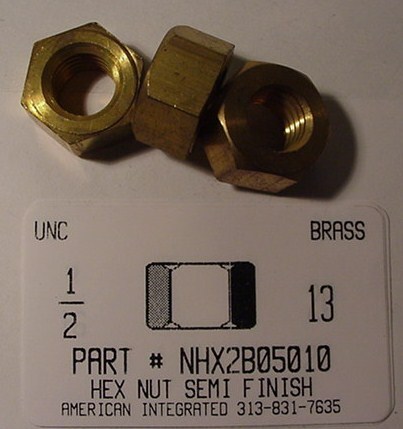 UNC BRASS
1/2 13
PART # NHX2B05010
HEX NUT SEMI FINISH
AMERICAN INTEGRATED 313-831-7635